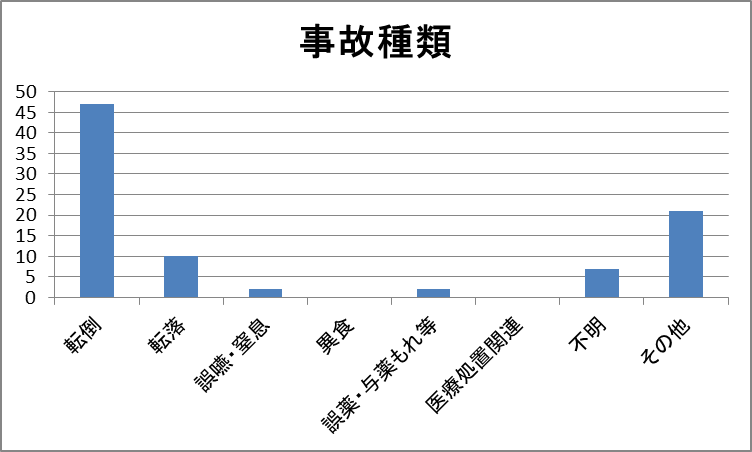 事故種類
50
45
40
35
30
25
20
15
10
5
0
転倒
転落
誤嚥・窒息
異食
誤薬・与薬もれ等
医療処置関連
不明
その他